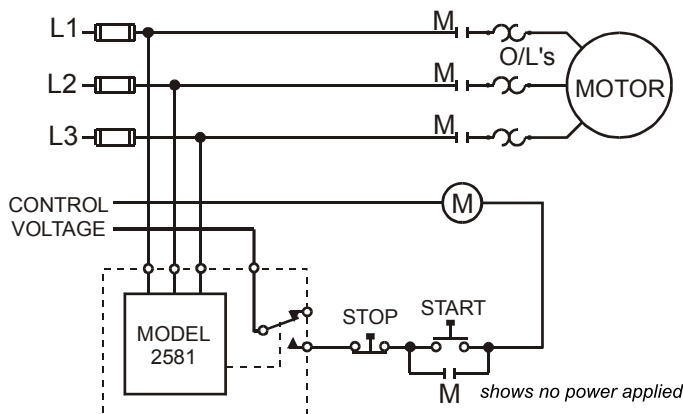 L1
M
O/L's
L2
M
MOTOR
L3
M
CONTROL
VOLTAGE
M
MODEL
2581
STOP
START
M
shows no power applied